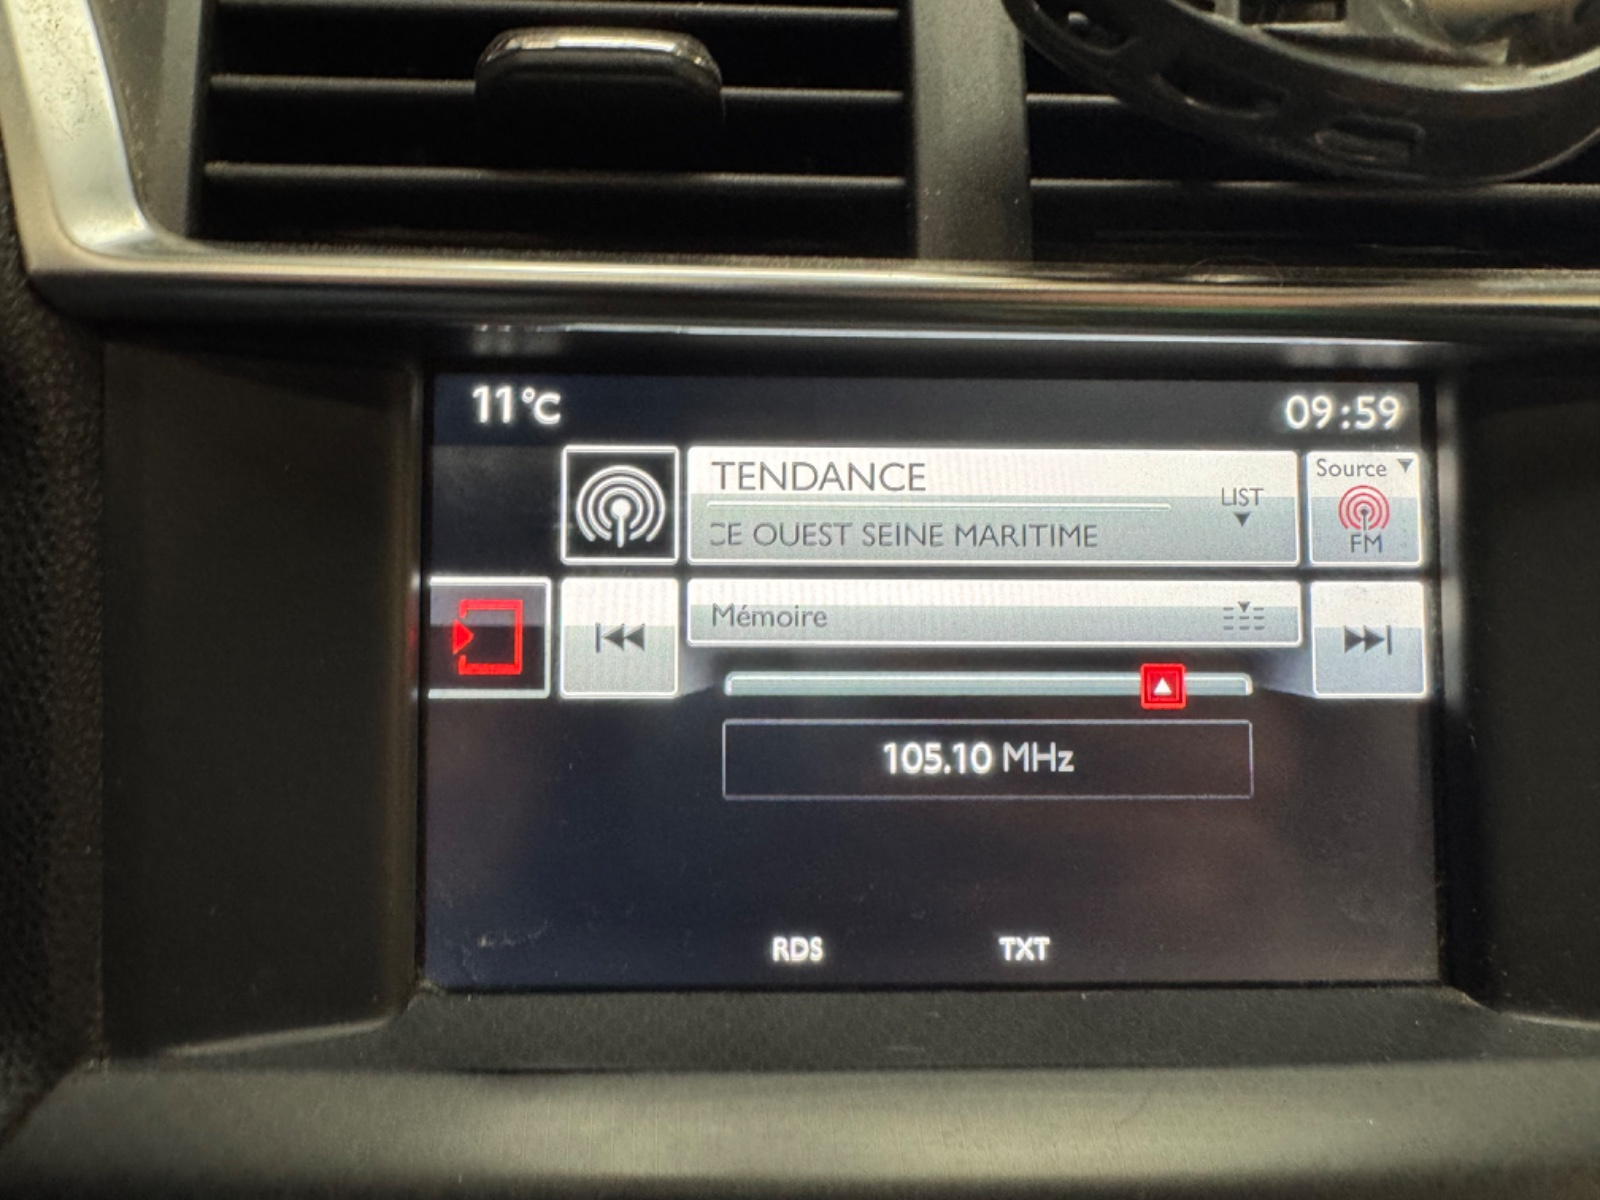 11°C
09:59
TENDANCE
LIST
Source
CE OUEST SEINE MARITIME
FM
Mémoire
105.10 MHz
RDS
TXT